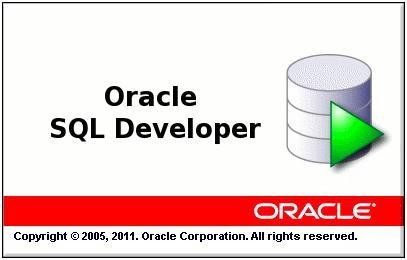 Oracle
SQL Developer
ORACLE®
Copyright © 2005, 2011. Oracle Corporation. All rights reserved.